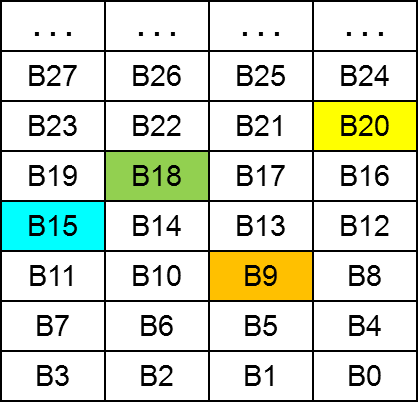 ... ... ... ...
B27 B26 B25 B24
B23 B22 B21 B20
B19 B18 B17 B16
B15 B14 B13 B12
B11 B10 B9 B8
B7 B6 B5 B4
B3 B2 B1 B0